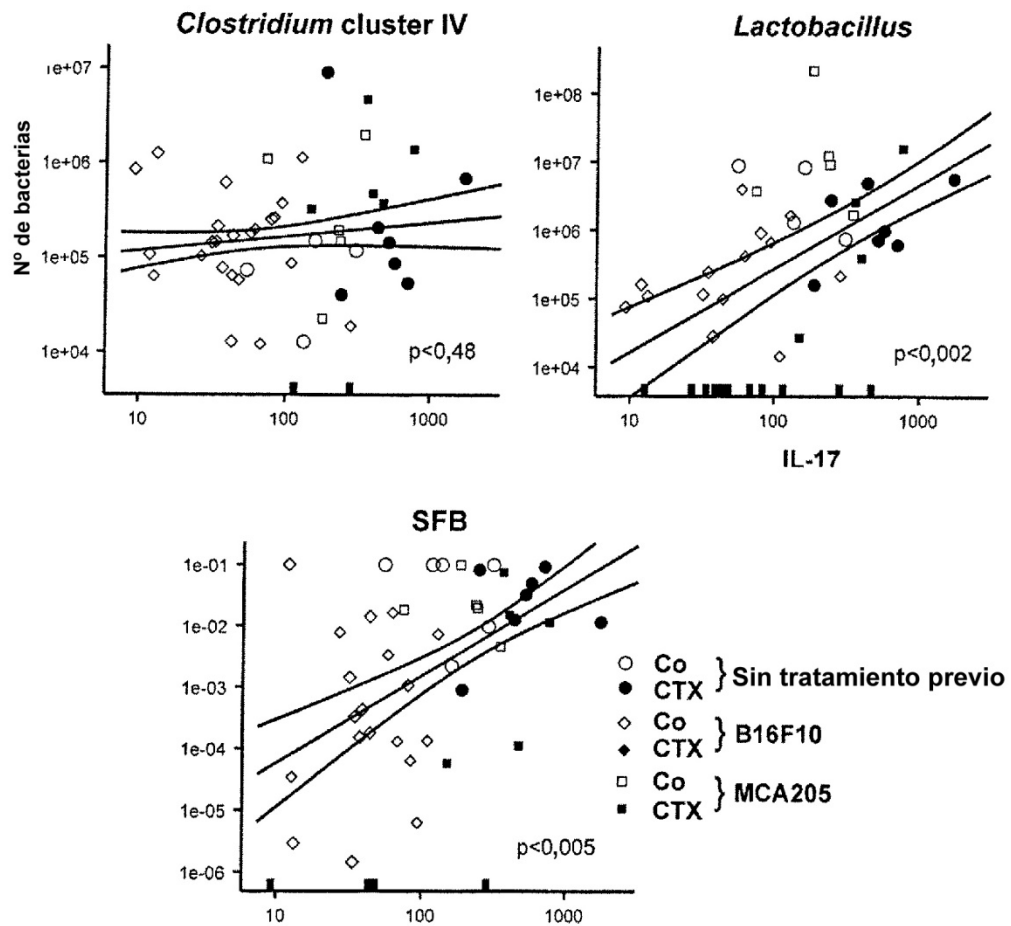 Clostridium cluster IV
Lactobacillus
Nº de bacterias
1e+07
1e+06
1e+05
1e+04
10
100
1000
p<0,48
1e+08
1e+07
1e+06
1e+05
1e+04
10
100
1000
p<0,002
IL-17
SFB
1e-01
1e-02
1e-03
1e-04
1e-05
1e-06
10
100
1000
p<0,005
Co
CTX
} Sin tratamiento previo
Co
CTX
} B16F10
Co
CTX
} MCA205